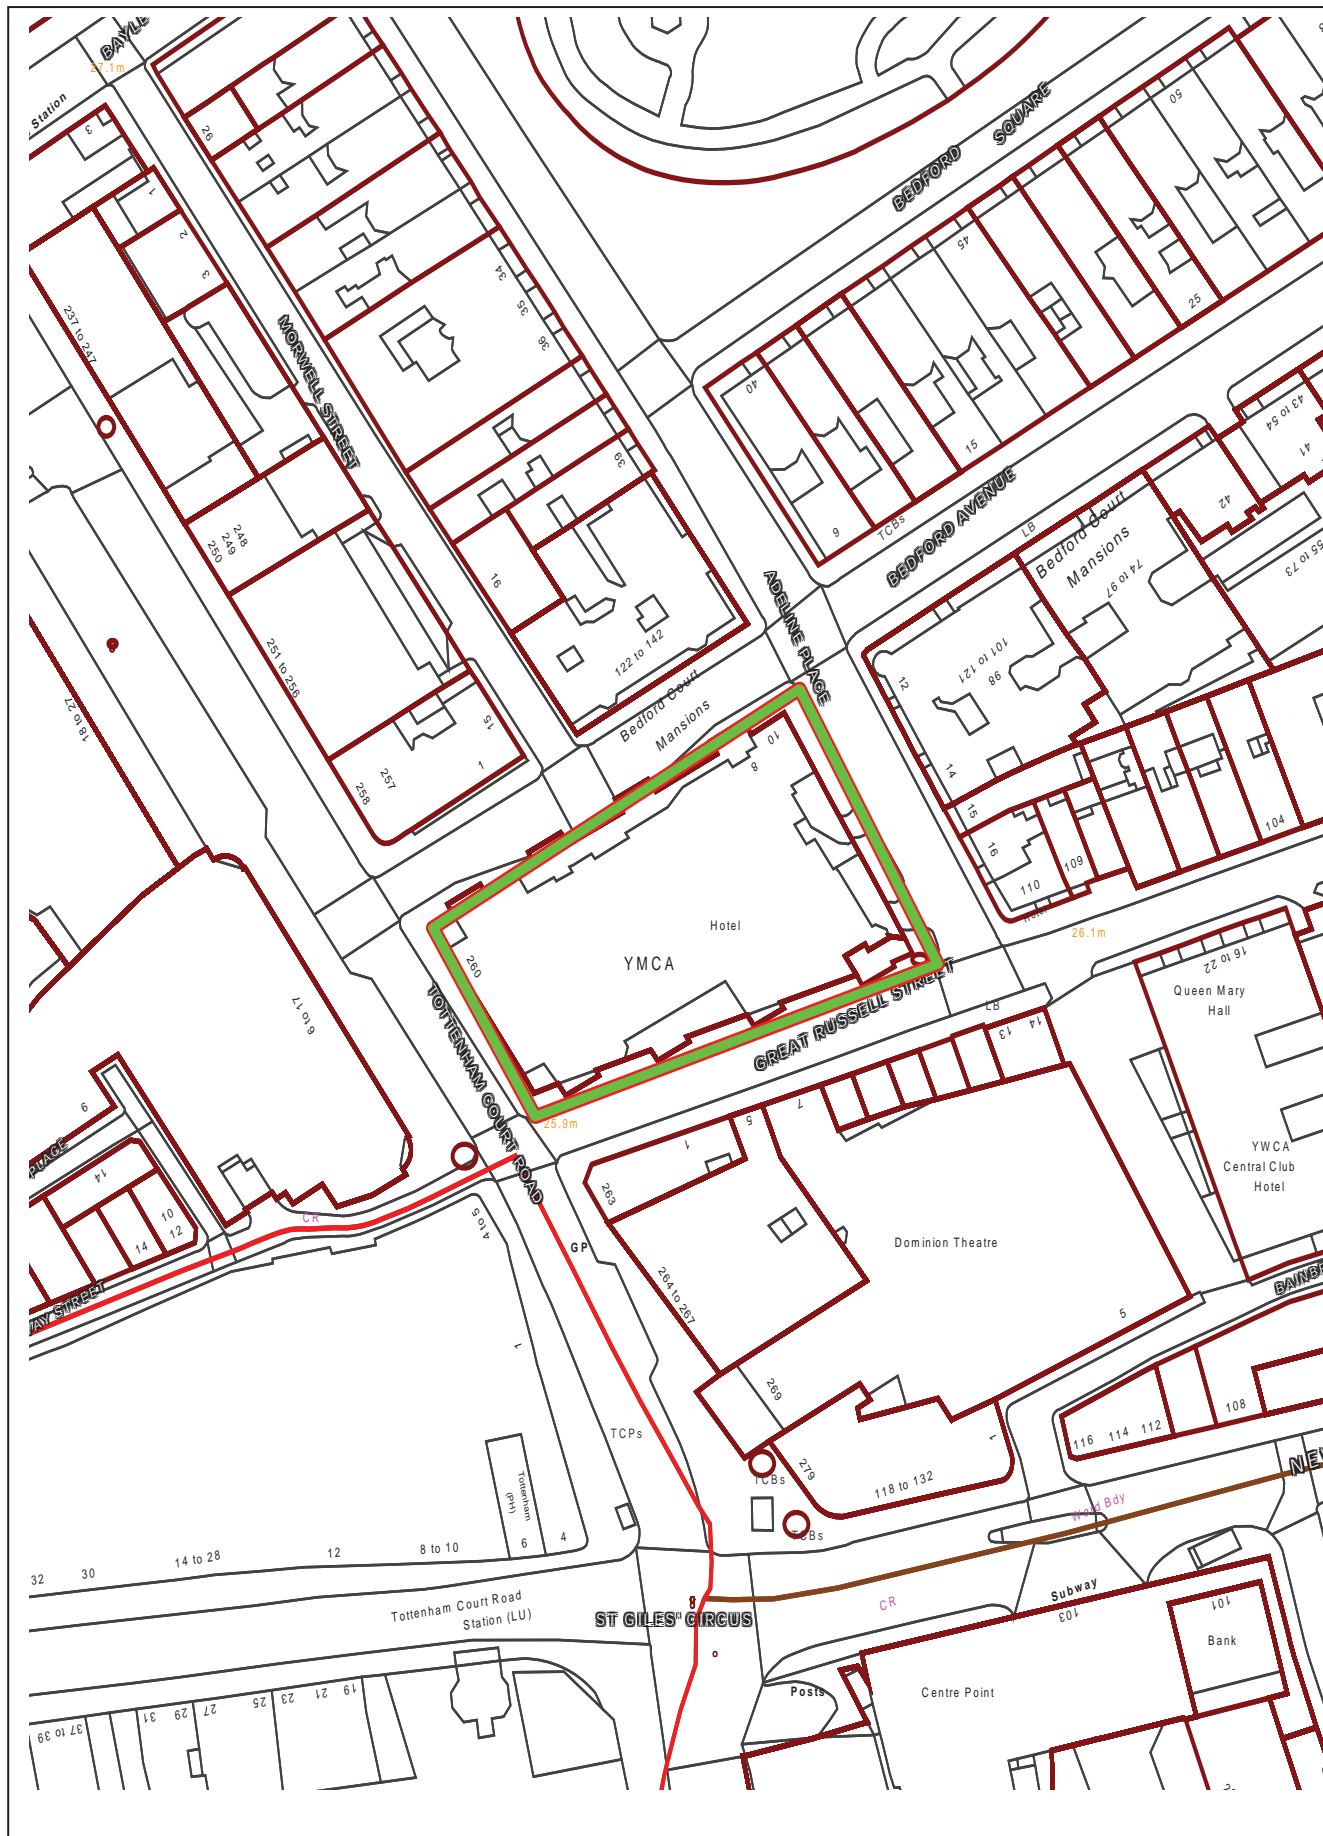 BAYLE
27.1m
Station
3
26
1
2
3
237 to 247
MORWELL STREET
34
35
36
39
BEDFORD SQUARE
50
45
40
25
15
9
TCBs
BEDFORD AVENUE
LB
43 to 54
41
42
55 to 73
Bedford Court
Mansions
74 to 97
101 to 121
98
248
249
250
16
251 to 256
122 to 142
Bedford Court
Mansions
ADELINE PLACE
12
14
15
16
18 to 27
15
1
257
258
10
8
110
109
104
Hotel
26.1m
Hotel
YMCA
260
TOTTENHAM COURT ROAD
GREAT RUSSELL STREET
LB
16 to 22
Queen Mary
Hall
6 to 17
13
14
25.9m
7
5
1
263
9
PLACE
14
10
12
14
CR
WAY STREET
4 to 5
GP
YWCA
Central Club
Hotel
Dominion Theatre
264 to 267
BAINBE
5
1
269
TCPs
116
114
112
108
1
279
TCBs
118 to 132
Tottenham
(PH)
TCBs
Ward Bdy
NEW
32
30
14 to 28
12
8 to 10
6
4
Tottenham Court Road
Station (LU)
ST GILES' CIRCUS
CR
Subway
103
101
Bank
Posts
Centre Point
37 to 39
31
29
27
25
23
21
19